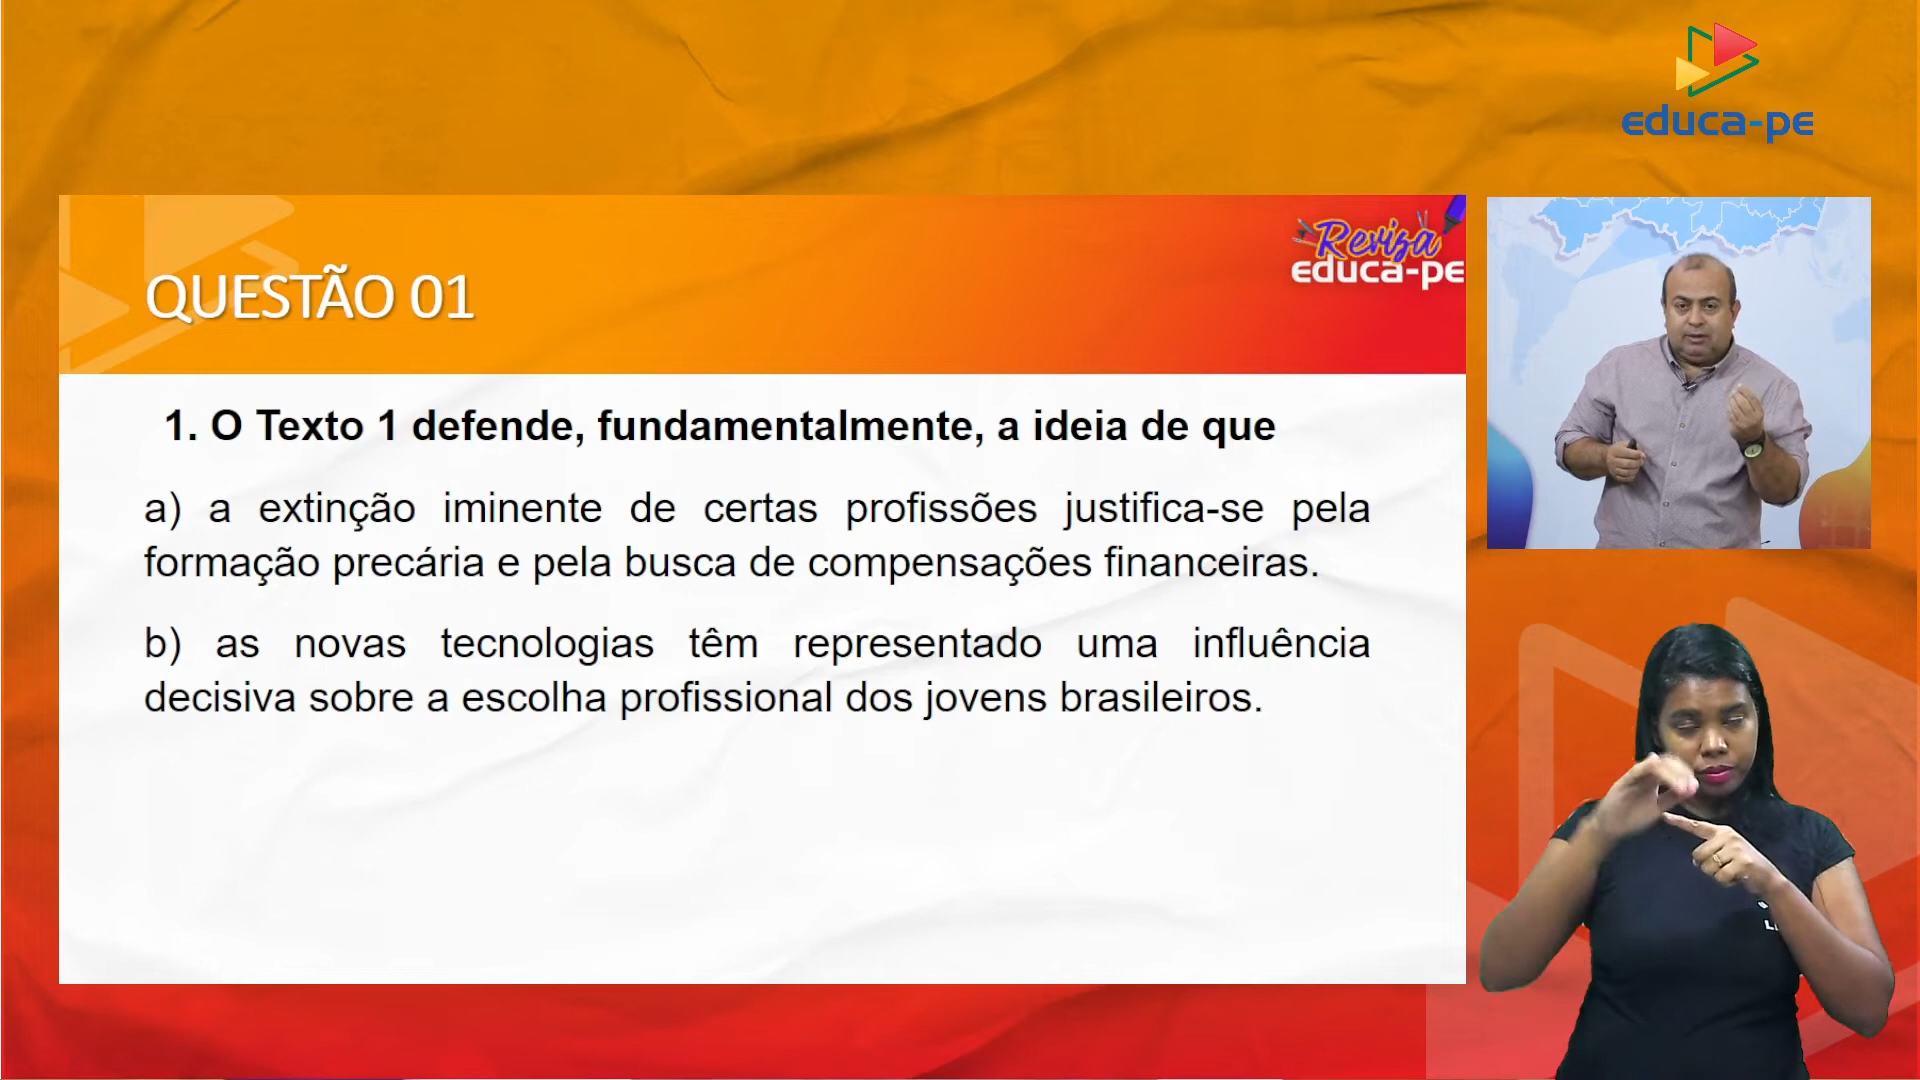 educa-pe
Reviza
educa-pe
QUESTÃO 01
1. O Texto 1 defende, fundamentalmente, a ideia de que
a) a extinção iminente de certas profissões justifica-se pela
formação precária e pela busca de compensações financeiras.
b) as novas tecnologias têm representado uma influência
decisiva sobre a escolha profissional dos jovens brasileiros.